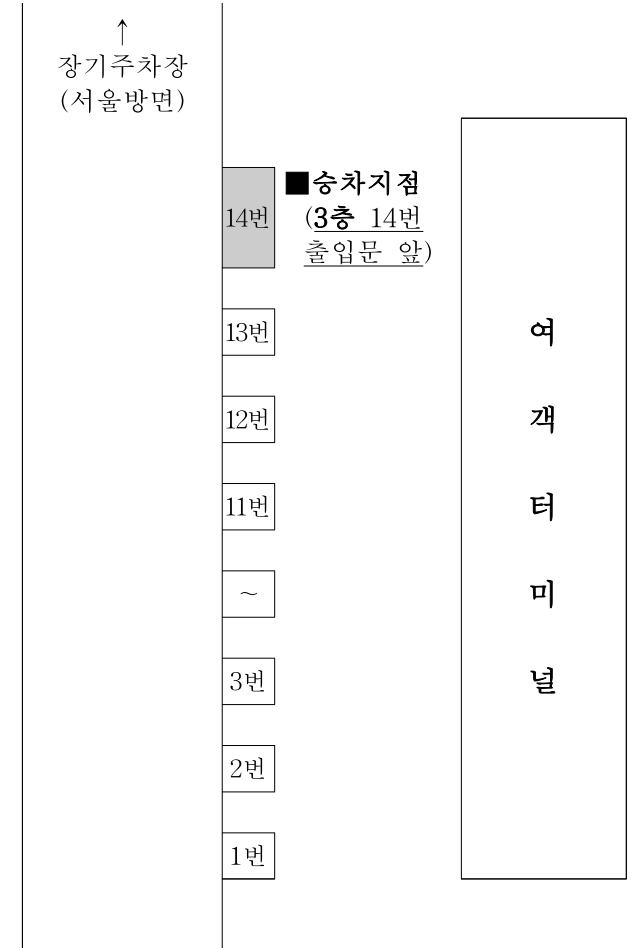 ↑
장기주차장
(서울방면)
■승차지점
(3층 14번
출입문 앞)
14번
13번
12번
11번
~
3번
2번
1번
여
객
터
미
널